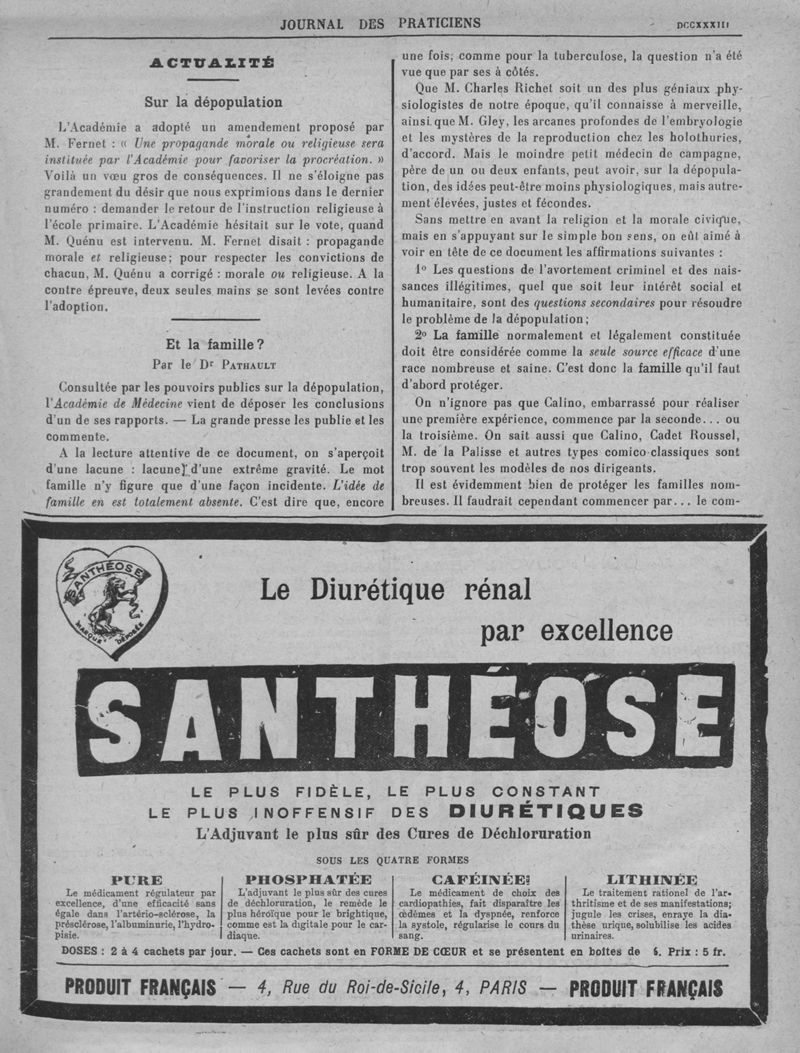 JOURNAL DES PRATICIENS
DCCXXXIII
ACTUALITÉ
Sur la dépopulation
L'Académie a adopté un amendement proposé par
M. Fernet : « Une propagande morale ou religieuse sera
instituée par l'Académie pour favoriser la procréation. »
Voilà un vœu gros de conséquences. Il ne s'éloigne pas
grandement du désir que nous exprimions dans le dernier
numéro : demander le retour de l'instruction religieuse à
l'école primaire. L'Académie hésitait sur le vote, quand
M. Quénu est intervenu. M. Fernet disait : propagande
morale et religieuse; pour respecter les convictions de
chacun, M. Quénu a corrigé : morale ou religieuse. A la
contre épreuve, deux seules mains se sont levées contre
l'adoption.
Et la famille ?
Par le Dr PATHAULT
Consultée par les pouvoirs publics sur la dépopulation,
l'Académie de Médecine vient de déposer les conclusions
d'un de ses rapports. — La grande presse les publie et les
commente.
A la lecture attentive de ce document, on s'aperçoit
d'une lacune : lacune d'une extrême gravité. Le mot
famille n'y figure que d'une façon incidente. L'idée de
famille en est totalement absente. C'est dire que, encore
une fois, comme pour la tuberculose, la question n'a été
vue que par ses à côtés.
Que M. Charles Richet soit un des plus géniaux phy-
siologistes de notre époque, qu'il connaisse à merveille,
ainsi que M. Gley, les arcanes profondes de l'embryologie
et les mystères de la reproduction chez les holothuries,
d'accord. Mais le moindre petit médecin de campagne,
père de un ou deux enfants, peut avoir, sur la dépopula-
tion, des idées peut-être moins physiologiques, mais autre-
ment élevées, justes et fécondes.
Sans mettre en avant la religion et la morale civique,
mais en s'appuyant sur le simple bon sens, on eût aimé à
voir en tête de ce document les affirmations suivantes :
1º Les questions de l'avortement criminel et des nais-
sances illégitimes, quel que soit leur intérêt social et
humanitaire, sont des questions secondaires pour résoudre
le problème de la dépopulation;
2º La famille normalement et légalement constituée
doit être considérée comme la seule source efficace d'une
race nombreuse et saine. C'est donc la famille qu'il faut
d'abord protéger.
On n'ignore pas que Calino, embarrassé pour réaliser
une première expérience, commence par la seconde... ou
la troisième. On sait aussi que Calino, Cadet Roussel,
M. de la Palisse et autres types comico-classiques sont
trop souvent les modèles de nos dirigeants.
Il est évidemment bien de protéger les familles nom-
breuses. Il faudrait cependant commencer par... le com-
SANTHÉOSE
MARQUE DÉPOSÉE
Le Diurétique rénal
par excellence
SANTHÉOSE
LE PLUS FIDÈLE, LE PLUS CONSTANT
LE PLUS INOFFENSIF DES DIURÉTIQUES
L'Adjuvant le plus sûr des Cures de Déchloruration
SOUS LES QUATRE FORMES
PURE
Le médicament régulateur par
excellence, d'une efficacité sans
égale dans l'artério-sclérose, la
présclérose, l'albuminurie, l'hydro-
pisie.
PHOSPHATÉE
L'adjuvant le plus sûr des cures
de déchloruration, le remède le
plus héroïque pour le brightique,
comme est la digitale pour le car-
diaque.
CAFÉINÉE
Le médicament de choix des
cardiopathies, fait disparaître les
œdèmes et la dyspnée, renforce
la systole, régularise le cours du
sang.
LITHINÉE
Le traitement rationel de l'ar-
thritisme et de ses manifestations;
jugule les crises, enraye la dia-
thèse urique, solubilise les acides
urinaires.
DOSES : 2 à 4 cachets par jour. — Ces cachets sont en FORME DE CŒUR et se présentent en boîtes de Prix : 5 fr.
PRODUIT FRANÇAIS — 4, Rue du Roi-de-Sicile, 4, PARIS — PRODUIT FRANÇAIS